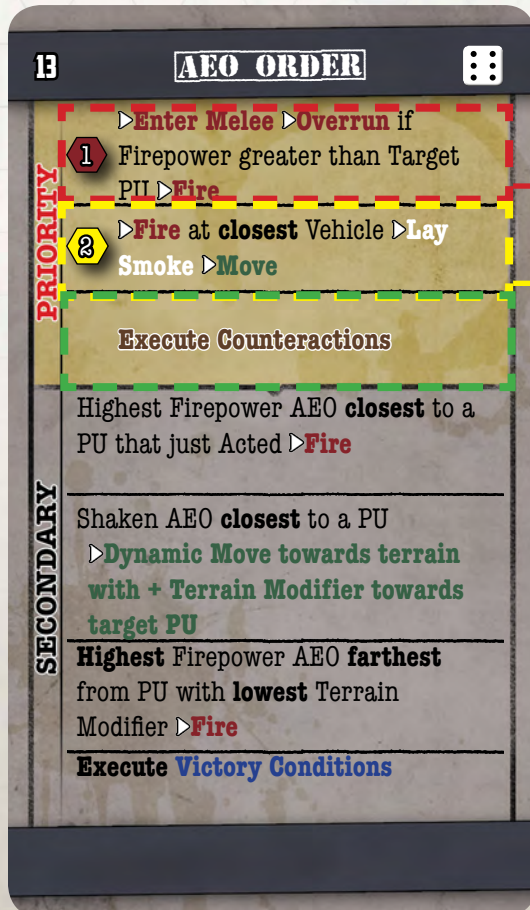 13
AEO ORDER
PRIORITY
1
▷Enter Melee ▷Overrun if
Firepower greater than Target
PU ▷Fire
2
▷Fire at closest Vehicle ▷Lay
Smoke ▷Move
Execute Counteractions
SECONDARY
Highest Firepower AEO closest to a
PU that just Acted ▷Fire
Shaken AEO closest to a PU
▷Dynamic Move towards terrain
with + Terrain Modifier towards
target PU
Highest Firepower AEO farthest
from PU with lowest Terrain
Modifier ▷Fire
Execute Victory Conditions